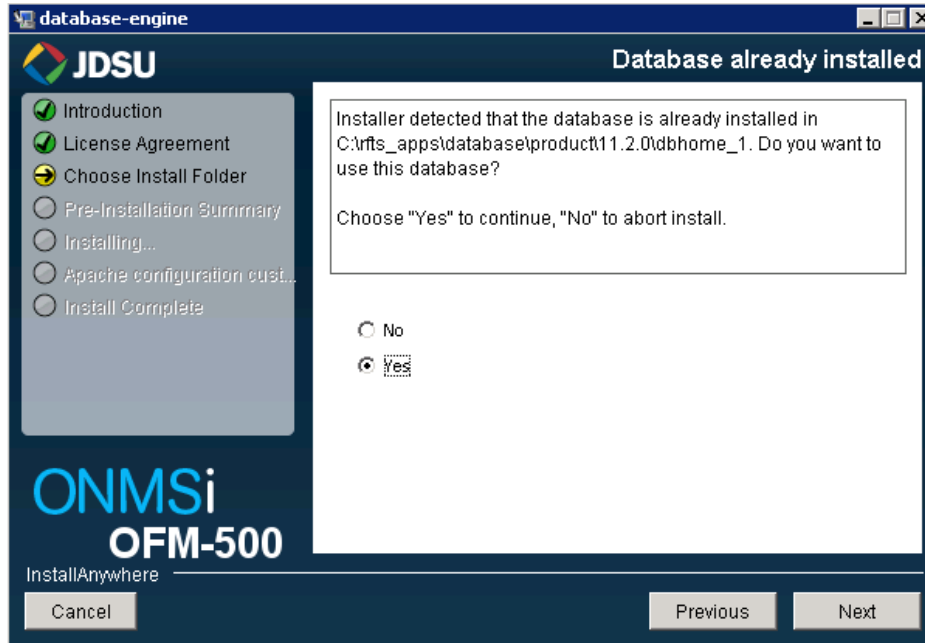 database-engine
JDSU
Database already installed
Introduction
License Agreement
Choose Install Folder
Pre-Installation Summary
Installing...
Apache configuration cust...
Install Complete
Installer detected that the database is already installed in
C:\rfts_apps\database\product\11.2.0\dbhome_1. Do you want to
use this database?
Choose "Yes" to continue, "No" to abort install.
No
Yes
ONMSi
OFM-500
InstallAnywhere
Cancel
Previous
Next